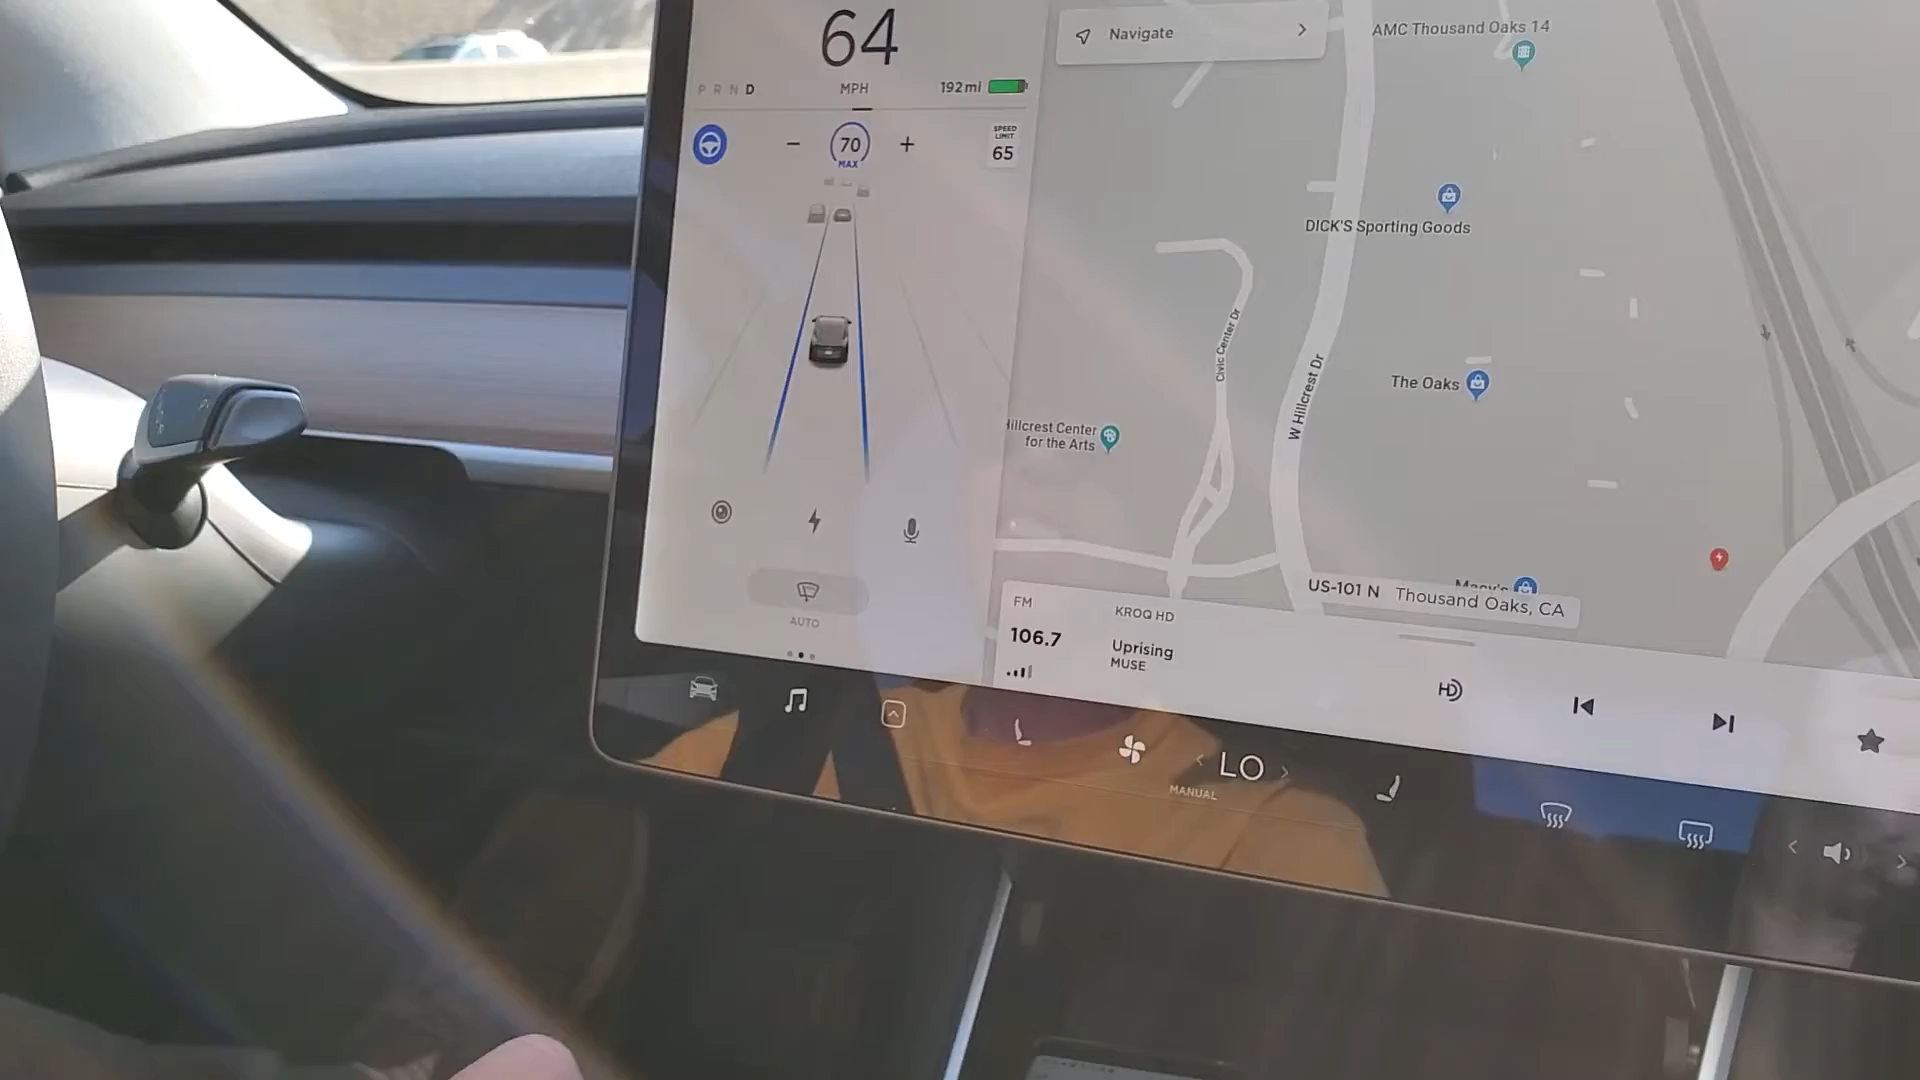 64
P R N D
MPH
192 mi
70
MAX
SPEED
LIMIT
65
Navigate
AMC Thousand Oaks 14
DICK'S Sporting Goods
Civic Center Dr
W Hillcrest Dr
The Oaks
Hillcrest Center
for the Arts
Macy's
US-101 N Thousand Oaks, CA
AUTO
FM
106.7
KROQ HD
Uprising
MUSE
HD
LO
MANUAL